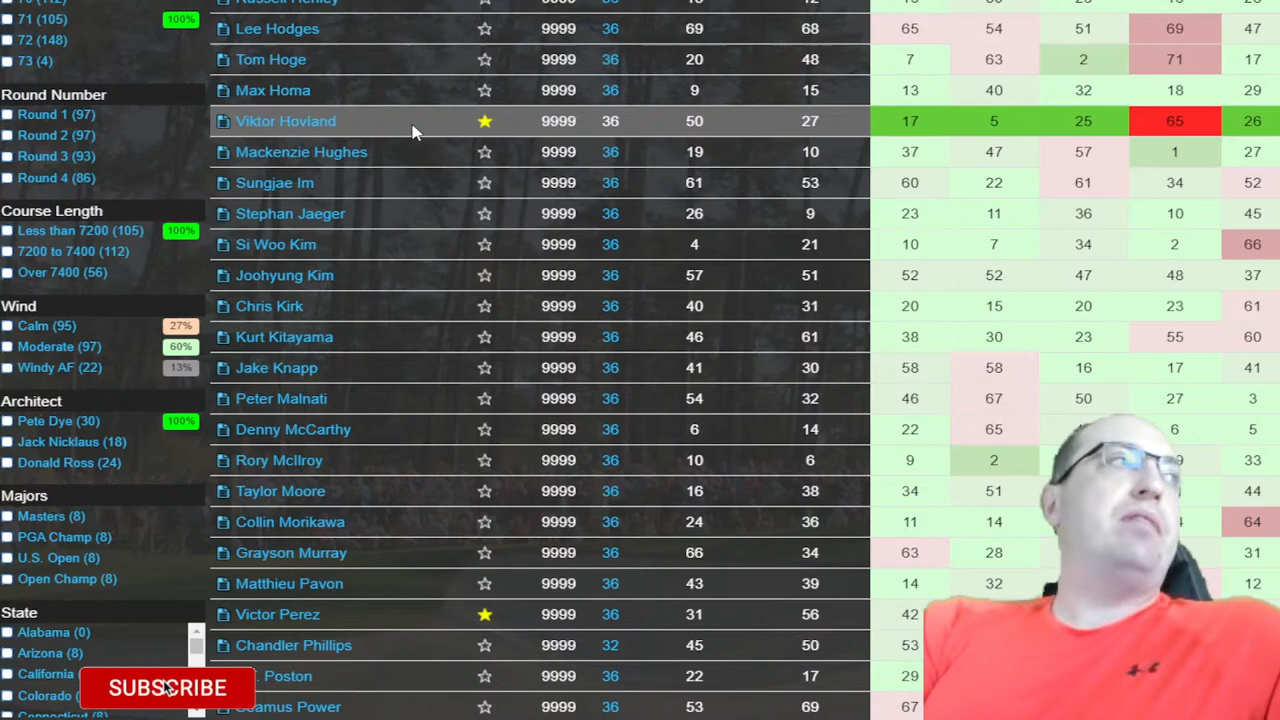 71 (105) 100%
72 (148)
73 (4)
Round Number
Round 1 (97)
Round 2 (97)
Round 3 (93)
Round 4 (86)
Course Length
Less than 7200 (105) 100%
7200 to 7400 (112)
Over 7400 (56)
Wind
Calm (95) 27%
Moderate (97) 60%
Windy AF (22) 13%
Architect
Pete Dye (30) 100%
Jack Nicklaus (18)
Donald Ross (24)
Majors
Masters (8)
PGA Champ (8)
U.S. Open (8)
Open Champ (8)
State
Alabama (0)
Arizona (8)
California
Colorado
SUBSCRIBE
Lee Hodges 9999 36 69 68 65 54 51 69 47
Tom Hoge 9999 36 20 48 7 63 2 71 17
Max Homa 9999 36 9 15 13 40 32 18 29
Viktor Hovland 9999 36 50 27 17 5 25 65 26
Mackenzie Hughes 9999 36 19 10 37 47 57 1 27
Sungjae Im 9999 36 61 53 60 22 61 34 52
Stephan Jaeger 9999 36 26 9 23 11 36 10 45
Si Woo Kim 9999 36 4 21 10 7 34 2 66
Joohyung Kim 9999 36 57 51 52 52 47 48 37
Chris Kirk 9999 36 40 31 20 15 20 23 61
Kurt Kitayama 9999 36 46 61 38 30 23 55 60
Jake Knapp 9999 36 41 30 58 58 16 17 41
Peter Malnati 9999 36 54 32 46 67 50 27 3
Denny McCarthy 9999 36 6 14 22 65 6 5
Rory McIlroy 9999 36 10 6 9 2 33
Taylor Moore 9999 36 16 38 34 51 44
Collin Morikawa 9999 36 24 36 11 14 64
Grayson Murray 9999 36 66 34 63 28 31
Matthieu Pavon 9999 36 43 39 14 32 12
Victor Perez 9999 36 31 56 42
Chandler Phillips 9999 32 45 50 53
Poston 9999 36 22 17 29
Seamus Power 9999 36 53 69 67